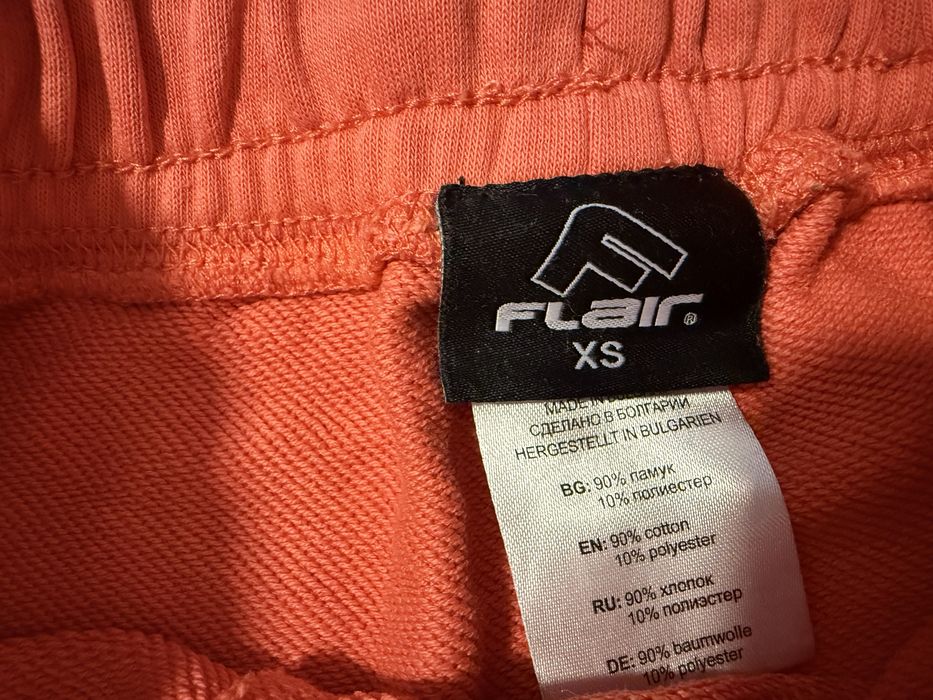 FLAIR®
XS
MADE IN
СДЕЛАНО В БОЛГАРИИ
HERGESTELLT IN BULGARIEN
BG: 90% памук
10% полиестер
EN: 90% cotton
10% polyester
RU: 90% хлопок
10% полиэстер
DE: 90% baumwolle
10% polyester